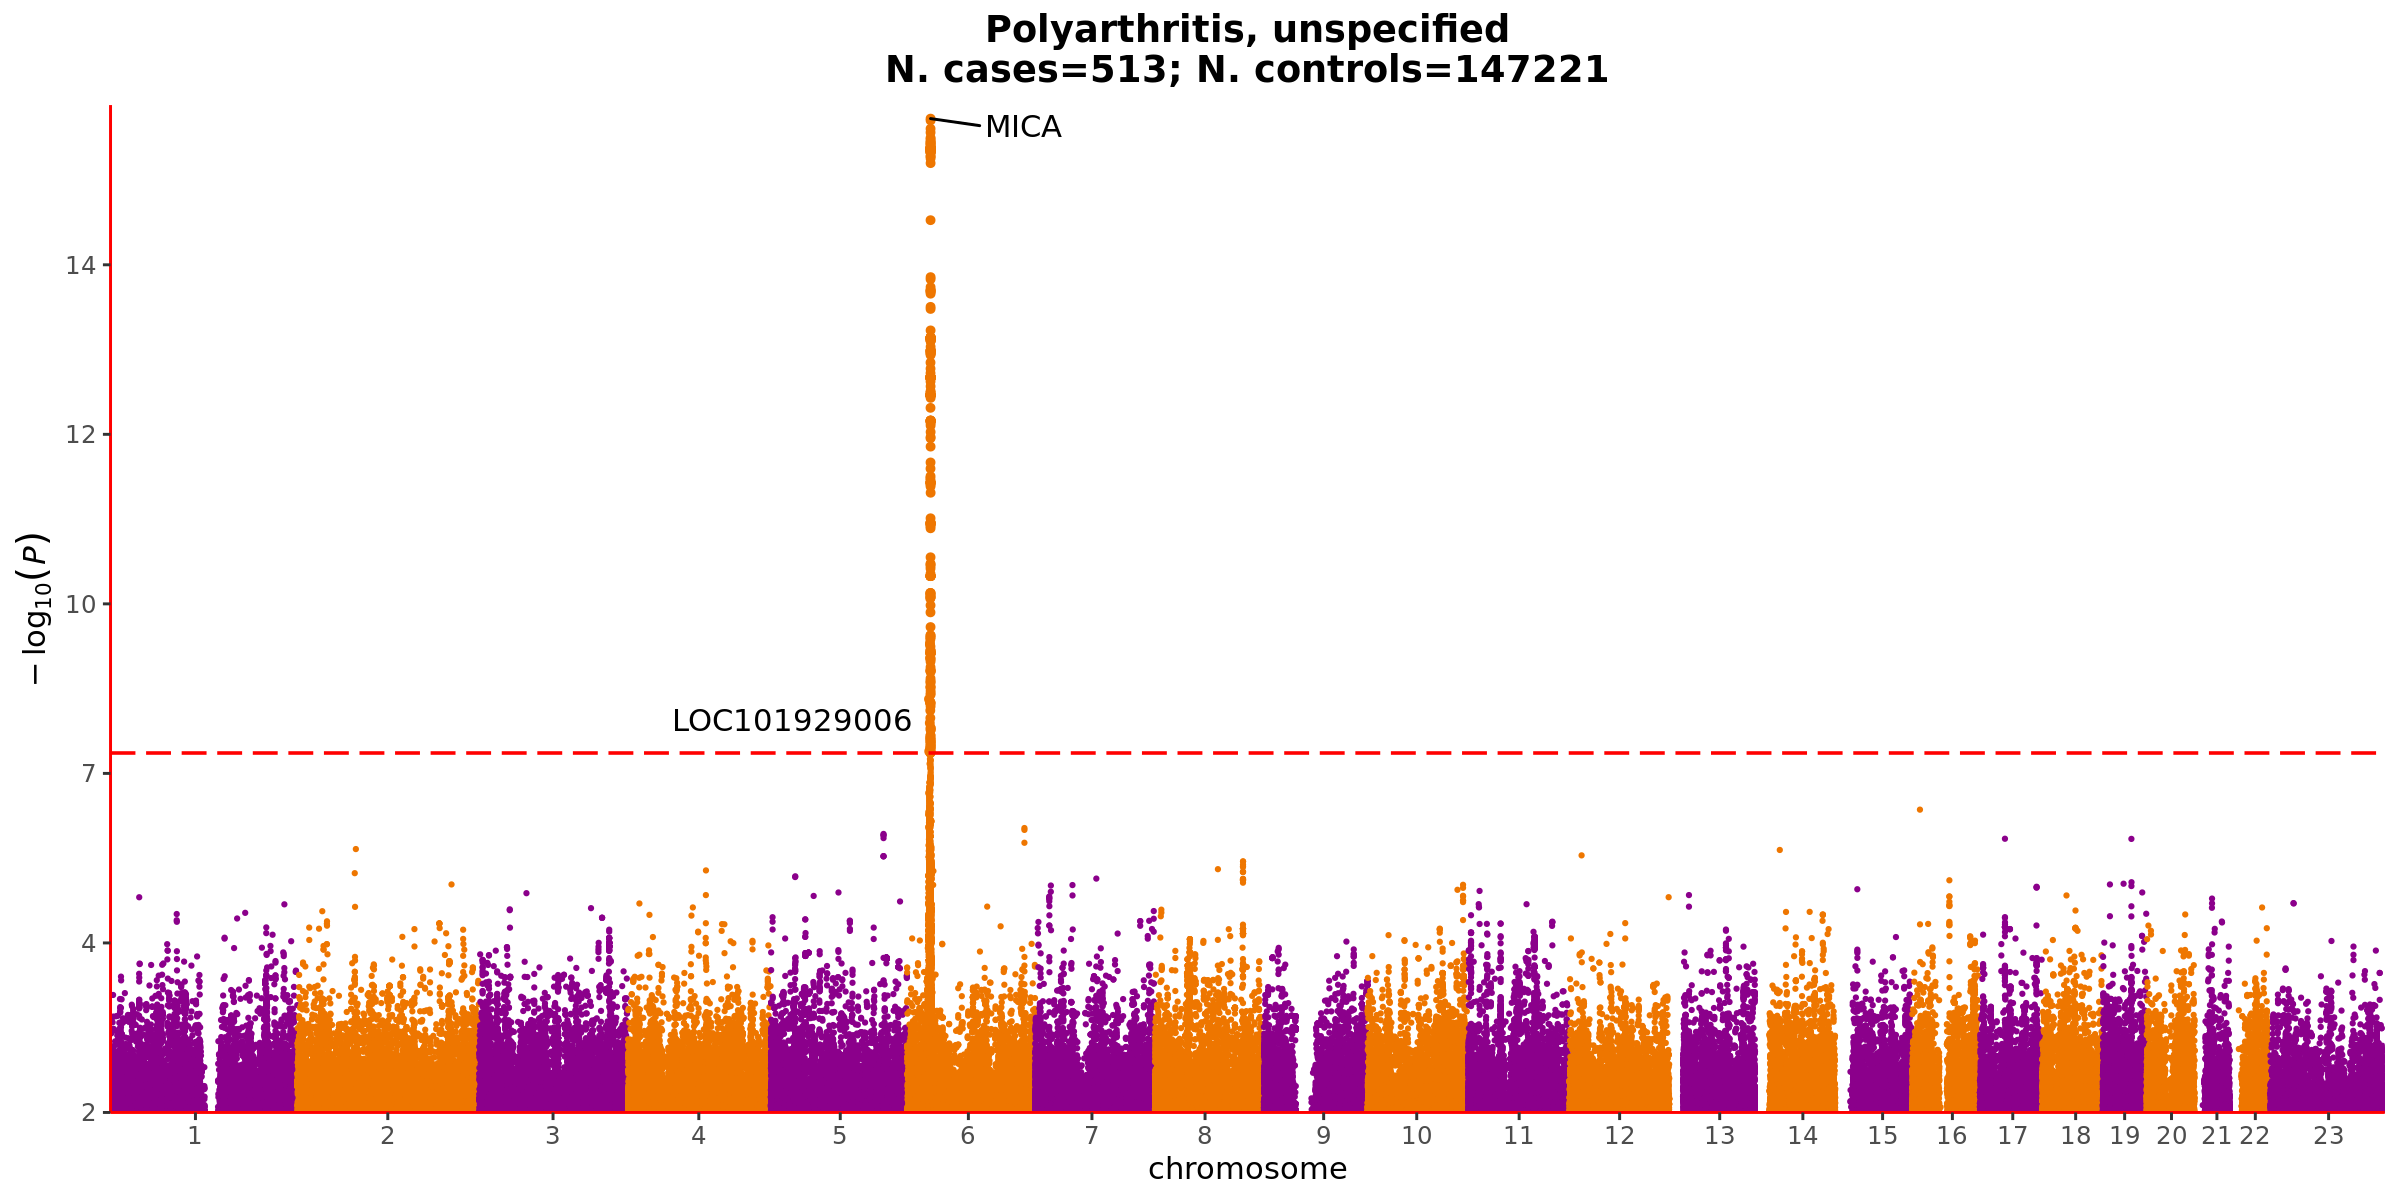 Polyarthritis, unspecified
N. cases=513; N. controls=147221
MICA
14
12
10
LOC101929006
7
4
2
−log10(P)
1 2 3 4 5 6 7 8 9 10 11 12 13 14 15 16 17 18 19 20 21 22 23
chromosome